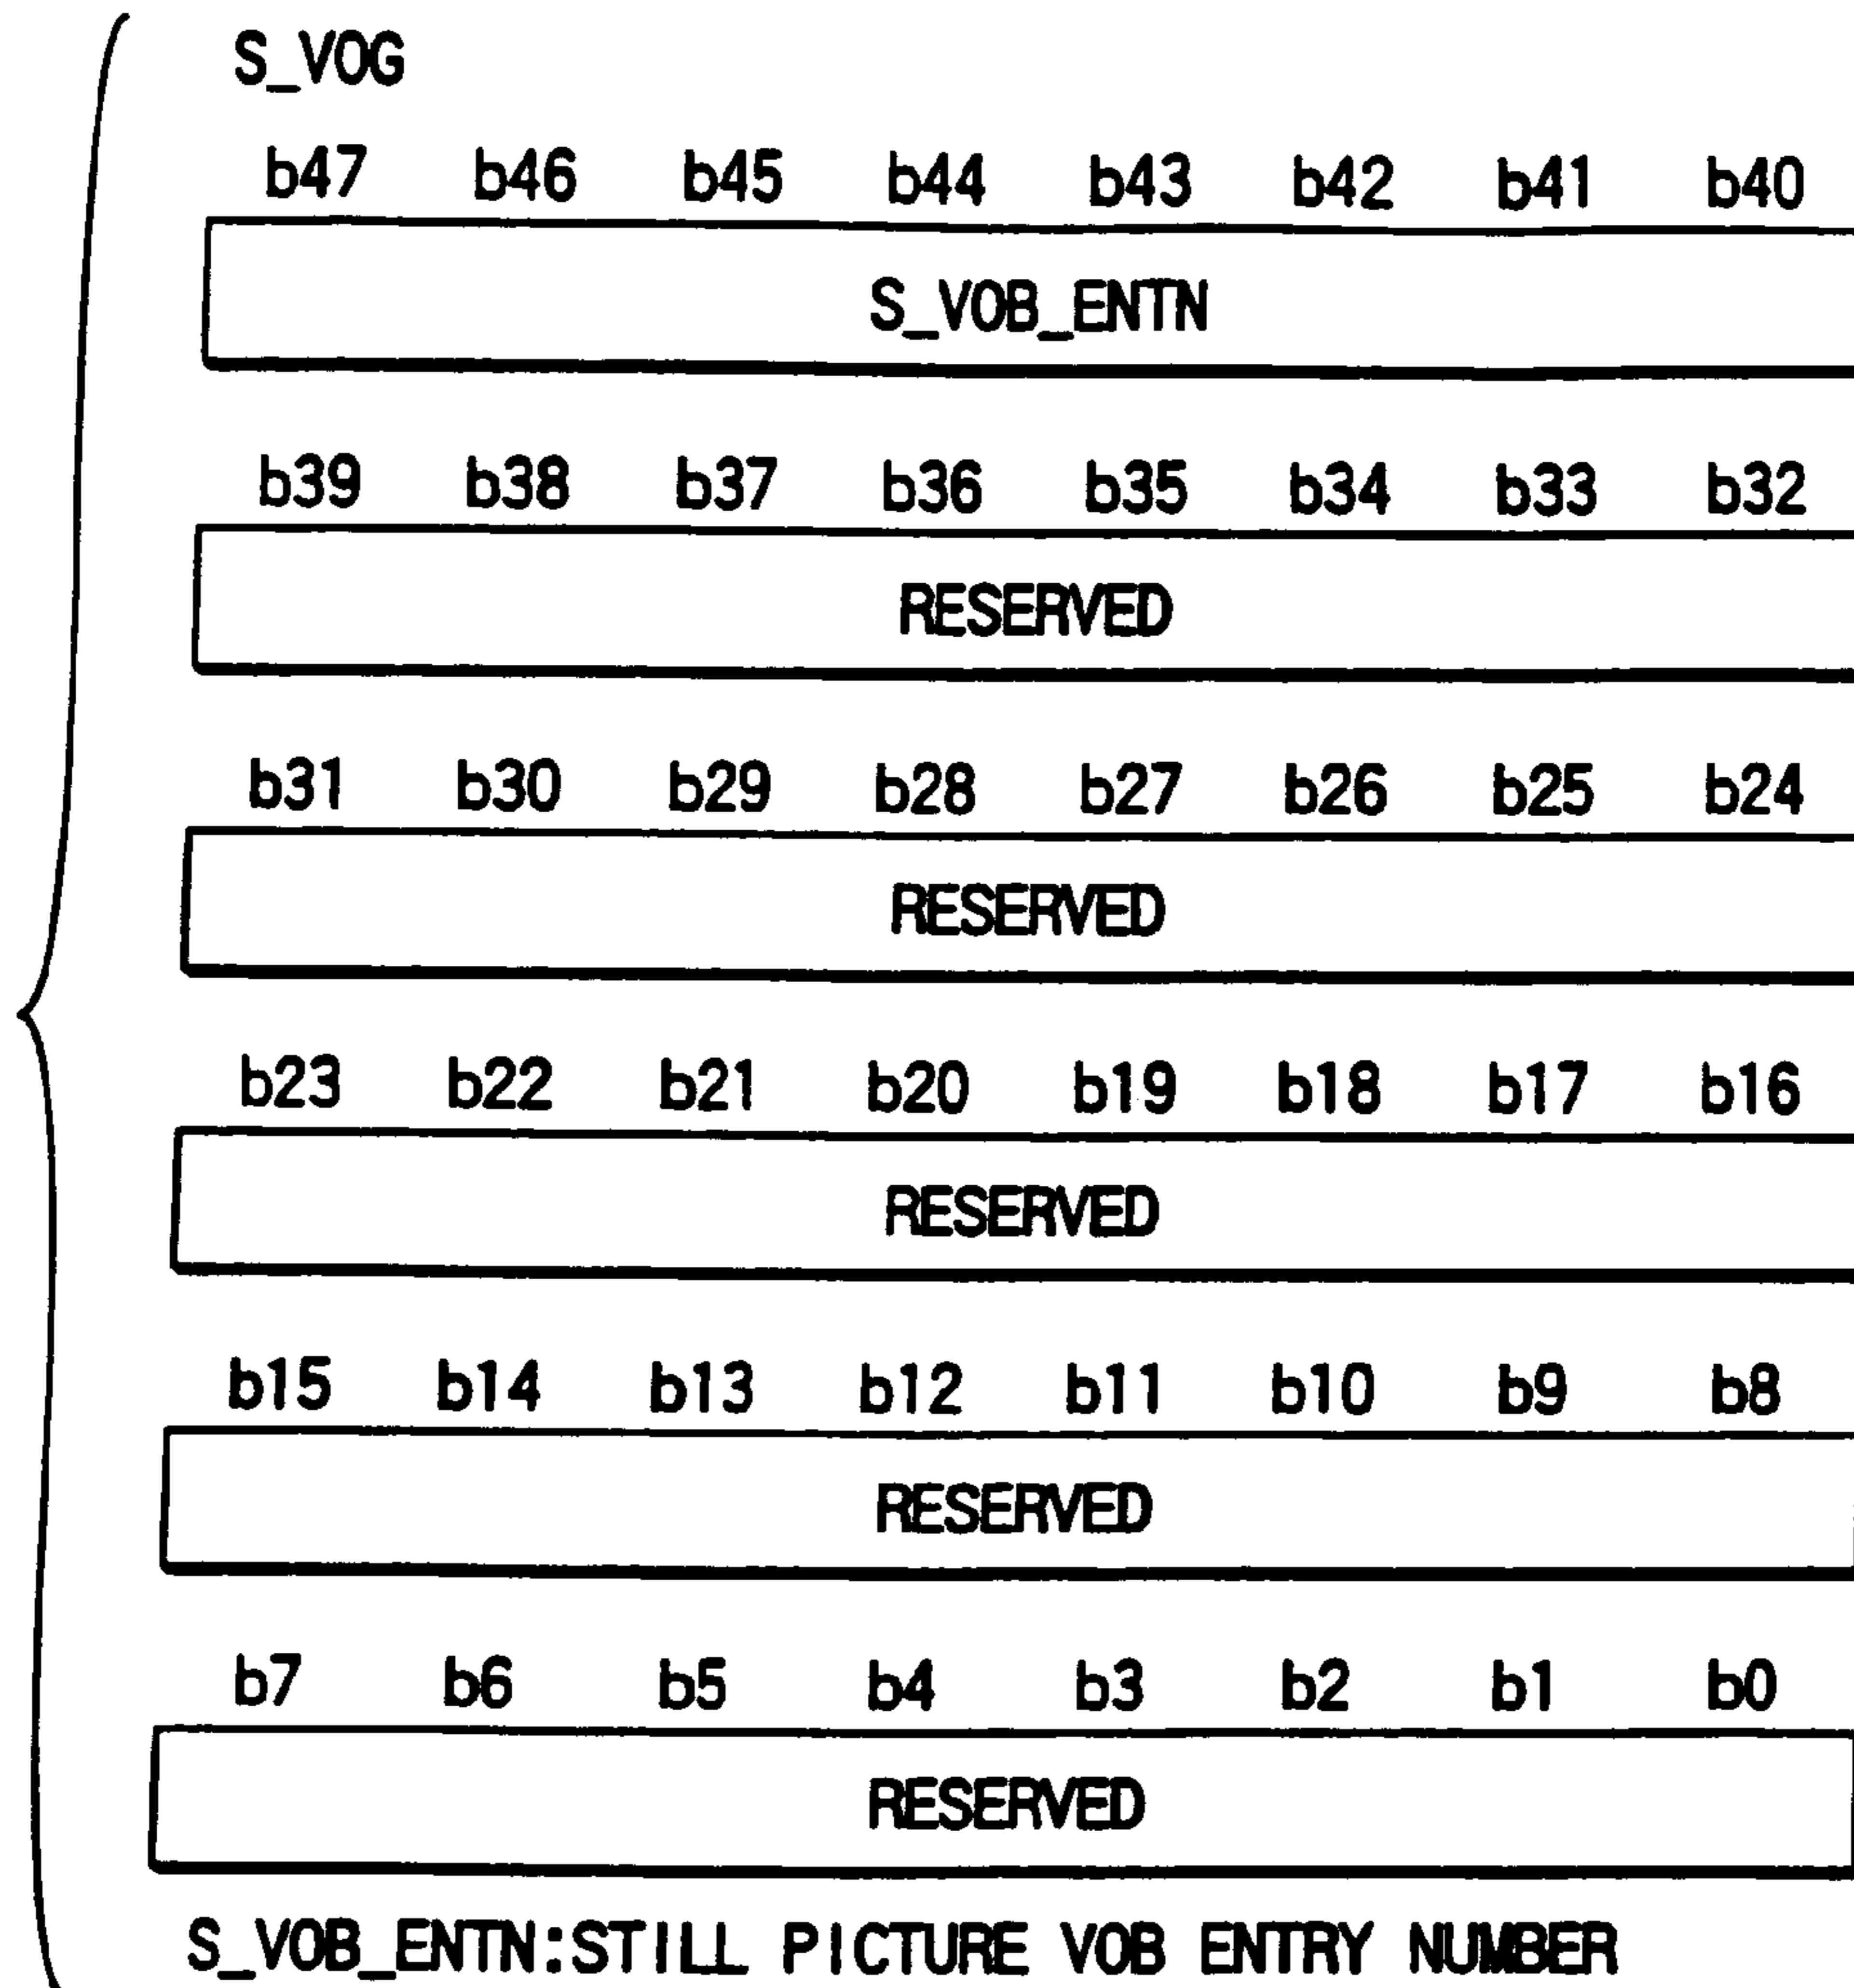 S_VOG
b47 b46 b45 b44 b43 b42 b41 b40
S_VOB_ENTN
b39 b38 b37 b36 b35 b34 b33 b32
RESERVED
b31 b30 b29 b28 b27 b26 b25 b24
RESERVED
b23 b22 b21 b20 b19 b18 b17 b16
RESERVED
b15 b14 b13 b12 b11 b10 b9 b8
RESERVED
b7 b6 b5 b4 b3 b2 b1 b0
RESERVED
S_VOB_ENTN:STILL PICTURE VOB ENTRY NUMBER